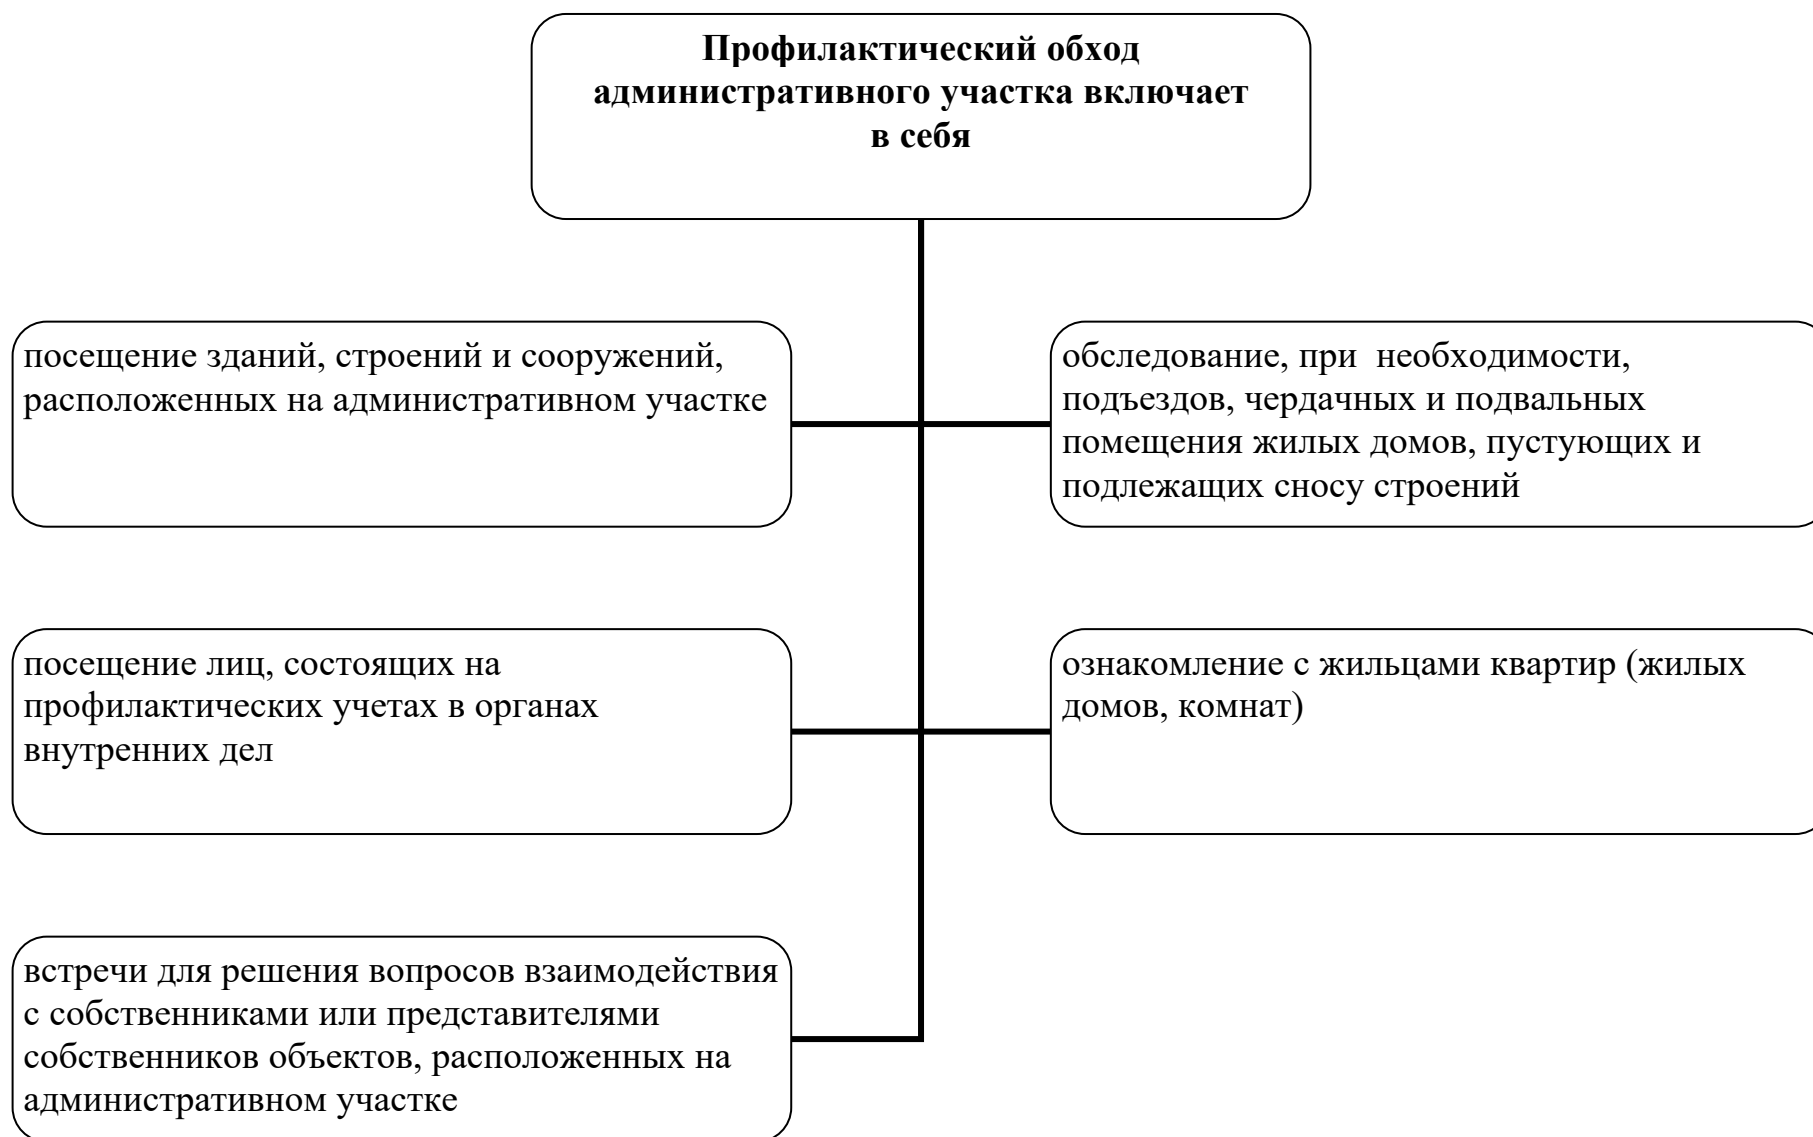 Профилактический обход
административного участка включает
в себя
посещение зданий, строений и сооружений,
расположенных на административном участке
обследование, при  необходимости,
подъездов, чердачных и подвальных
помещения жилых домов, пустующих и
подлежащих сносу строений
посещение лиц, состоящих на
профилактических учетах в органах
внутренних дел
ознакомление с жильцами квартир (жилых
домов, комнат)
встречи для решения вопросов взаимодействия
с собственниками или представителями
собственников объектов, расположенных на
административном участке